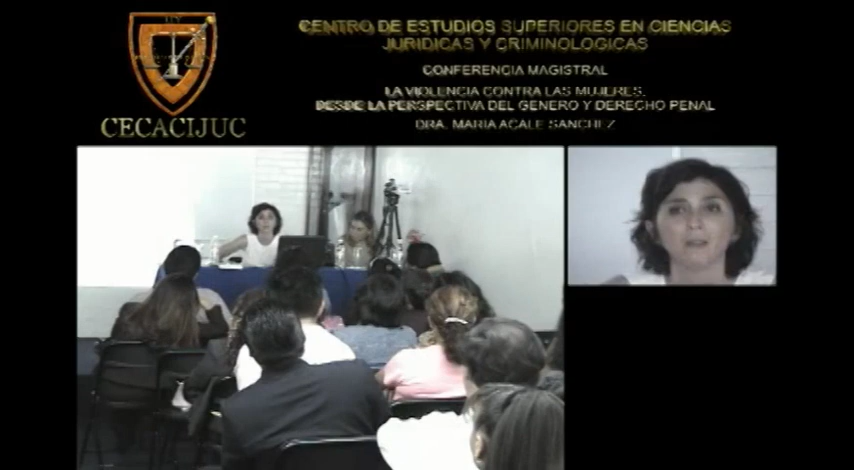 CENTRO DE ESTUDIOS SUPERIORES EN CIENCIAS
JURIDICAS Y CRIMINOLOGICAS
CONFERENCIA MAGISTRAL
LA VIOLENCIA CONTRA LAS MUJERES.
DESDE LA PERSPECTIVA DEL GENERO Y DERECHO PENAL
DRA. MARIA ACALE SANCHEZ
CECACIJUC